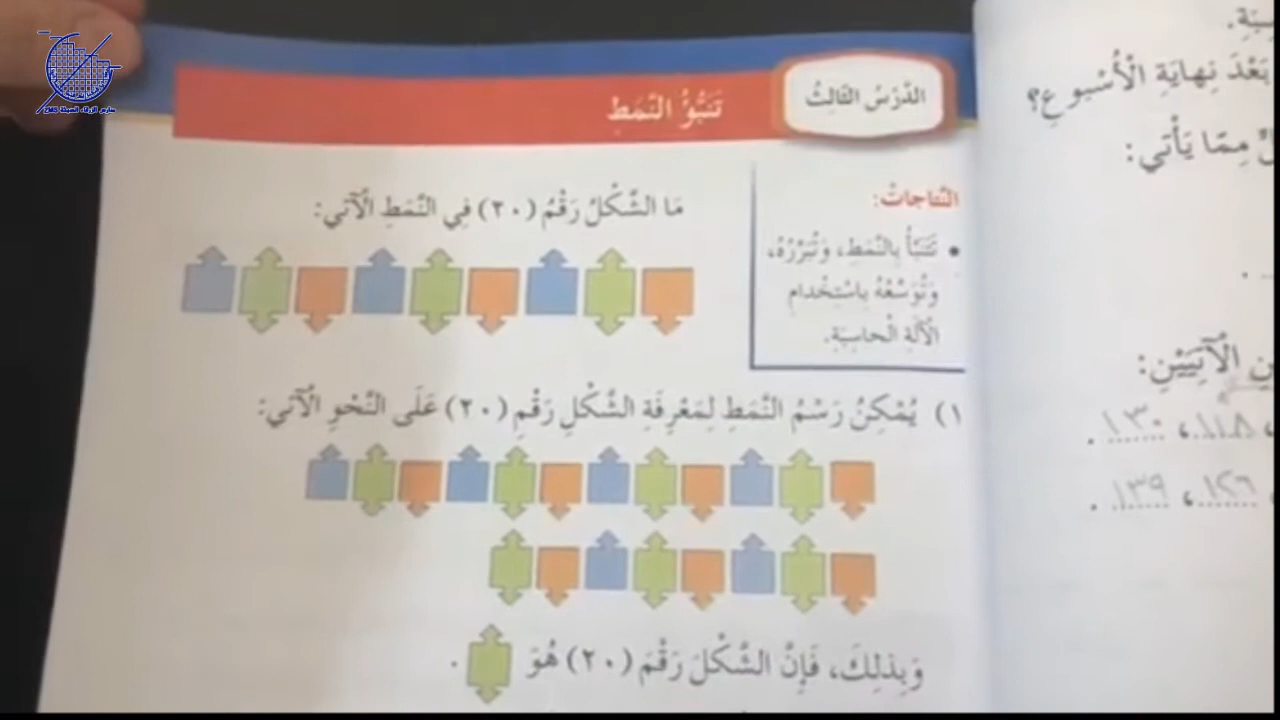 الدَّرْسُ الثّالِثُ
تَنَبُّؤُ النَّمَطِ
النَّتاجاتُ:
• تَتَنَبَّأُ بِالنَّمَطِ، وَتُبَرِّرُهُ،
وَتُوَسِّعُهُ بِاسْتِخْدامِ
الْآلَةِ الْحاسِبَةِ.
ما الشَّكْلُ رَقْمُ (٢٠) فِي النَّمَطِ الْآتي:
١) يُمْكِنُ رَسْمُ النَّمَطِ لِمَعْرِفَةِ الشَّكْلِ رَقْمِ (٢٠) عَلَى النَّحْوِ الْآتي:
وَبِذلِكَ، فَإِنَّ الشَّكْلَ رَقْمَ (٢٠) هُوَ .
بَعْدَ نِهايَةِ الْأُسْبوعِ؟
مِمّا يَأْتي:
الْآتِيَيْنِ:
١١٥، ١٣٠ .
١٢٦، ١٣٩ .